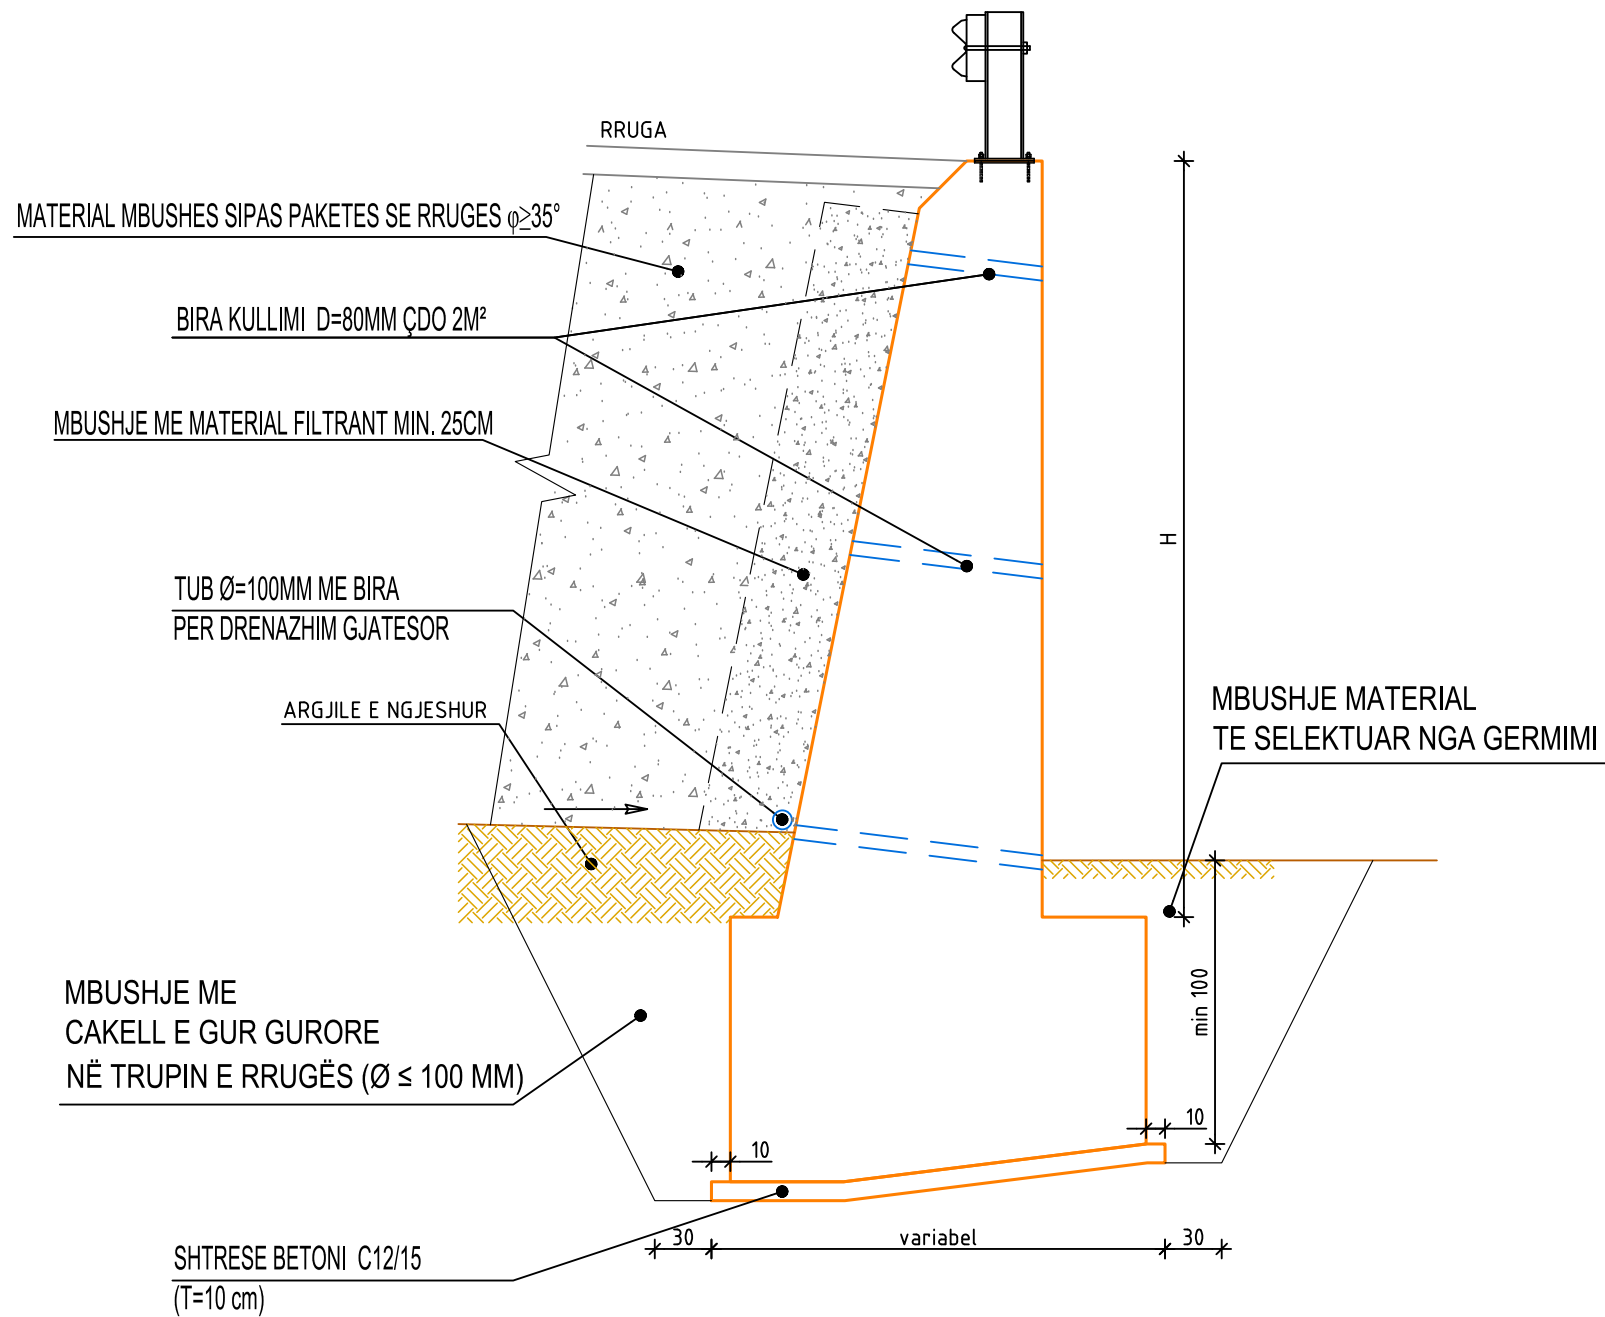 RRUGA
MATERIAL MBUSHES SIPAS PAKETES SE RRUGES φ≥35°
BIRA KULLIMI D=80MM ÇDO 2M²
MBUSHJE ME MATERIAL FILTRANT MIN. 25CM
H
TUB Ø=100MM ME BIRA
PER DRENAZHIM GJATESOR
ARGJILE E NGJESHUR
MBUSHJE MATERIAL
TE SELEKTUAR NGA GERMIMI
MBUSHJE ME
CAKELL E GUR GURORE
NË TRUPIN E RRUGËS (Ø ≤ 100 MM)
min 100
10
10
30
variabel
30
SHTRESE BETONI C12/15
(T=10 cm)